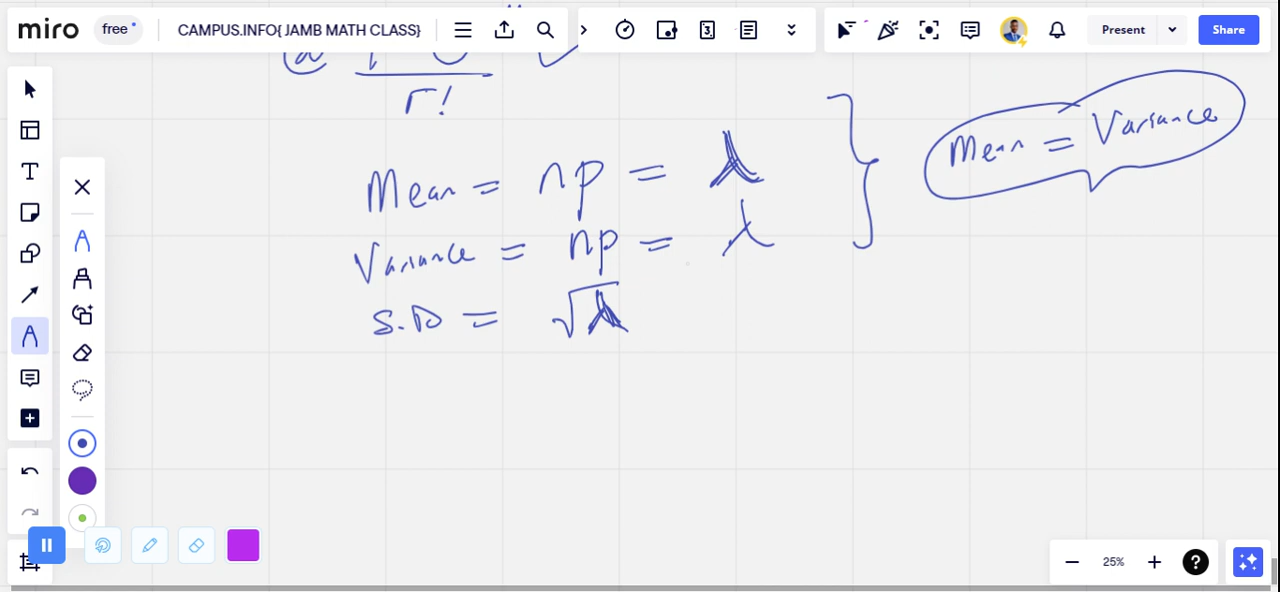 miro free CAMPUS.INFO{ JAMB MATH CLASS} Present Share
r!
Mean = np = λ
Variance = np = λ
S.D = √λ
Mean = Variance
25%